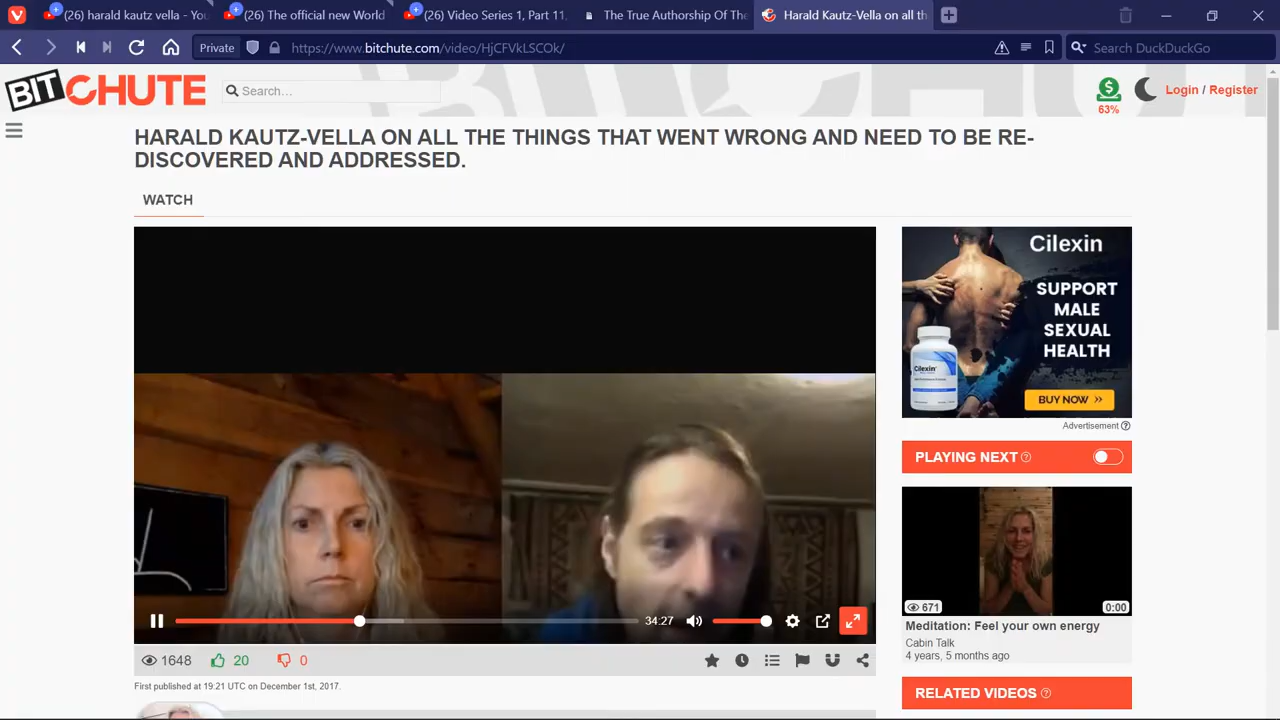 (26) harald kautz vella - You
(26) The official new World
(26) Video Series 1, Part 11,
The True Authorship Of The
Harald Kautz-Vella on all th
Private
https://www.bitchute.com/video/HjCFVkLSCOk/
Search DuckDuckGo
BITCHUTE
Search...
63%
Login / Register
HARALD KAUTZ-VELLA ON ALL THE THINGS THAT WENT WRONG AND NEED TO BE RE-
DISCOVERED AND ADDRESSED.
WATCH
Cilexin
SUPPORT
MALE
SEXUAL
HEALTH
Cilexin
BUY NOW >>
Advertisement
PLAYING NEXT
671
0:00
Meditation: Feel your own energy
Cabin Talk
4 years, 5 months ago
RELATED VIDEOS
34:27
1648
20
0
First published at 19:21 UTC on December 1st, 2017.